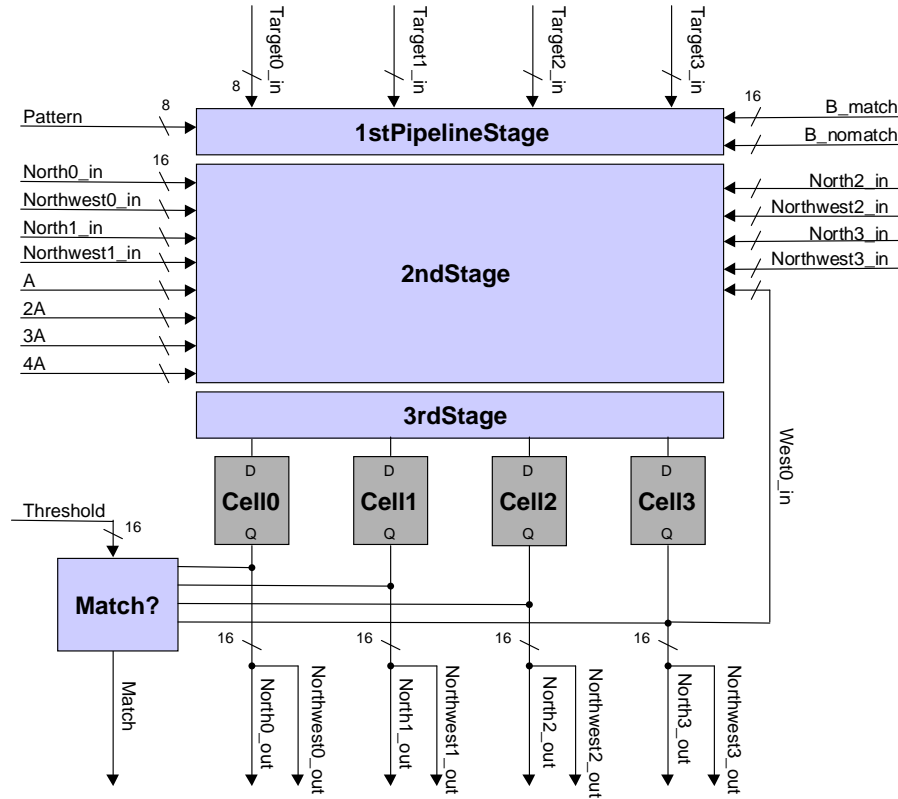 Target0_in
Target1_in
Target2_in
Target3_in
8
Pattern
8
1stPipelineStage
16
B_match
B_nomatch
North0_in
16
Northwest0_in
North1_in
Northwest1_in
A
2A
3A
4A
2ndStage
North2_in
Northwest2_in
North3_in
Northwest3_in
3rdStage
West0_in
D
D
D
D
Cell0
Cell1
Cell2
Cell3
Q
Q
Q
Q
Threshold
16
Match?
16
16
16
16
Match
North0_out
Northwest0_out
North1_out
Northwest1_out
North2_out
Northwest2_out
North3_out
Northwest3_out